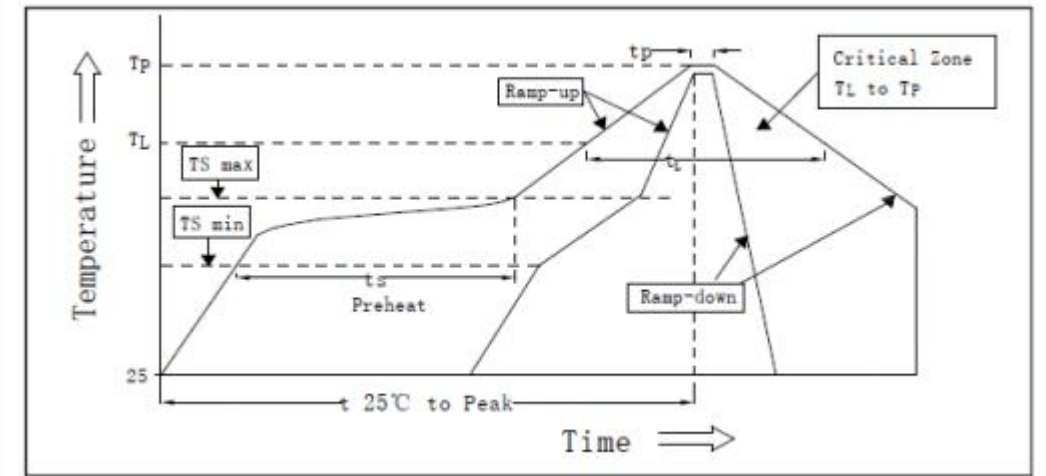 tp
Critical Zone
TL to TP
TP
Ramp-up
TL
tL
TS max
TS min
Temperature
ts
Preheat
Ramp-down
25
t 25℃ to Peak
Time